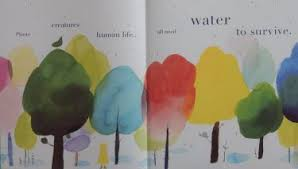 Plants creatures human life, all need water to survive.